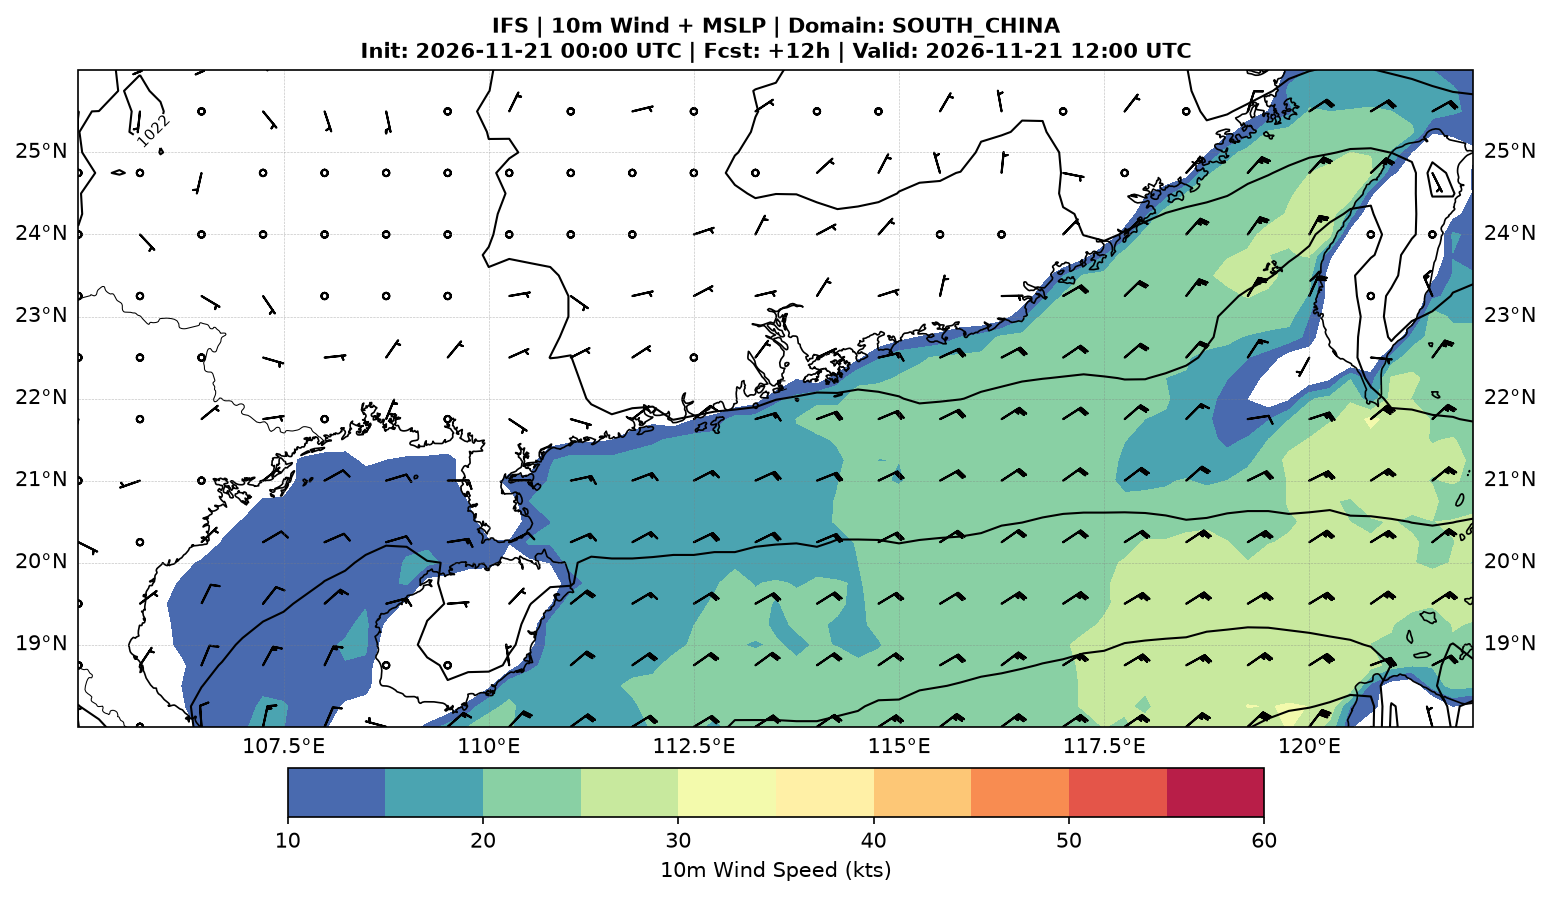 IFS | 10m Wind + MSLP | Domain: SOUTH_CHINA
Init: 2026-11-21 00:00 UTC | Fcst: +12h | Valid: 2026-11-21 12:00 UTC
1022
25°N 25°N
24°N 24°N
23°N 23°N
22°N 22°N
21°N 21°N
20°N 20°N
19°N 19°N
107.5°E 110°E 112.5°E 115°E 117.5°E 120°E
10 20 30 40 50 60
10m Wind Speed (kts)